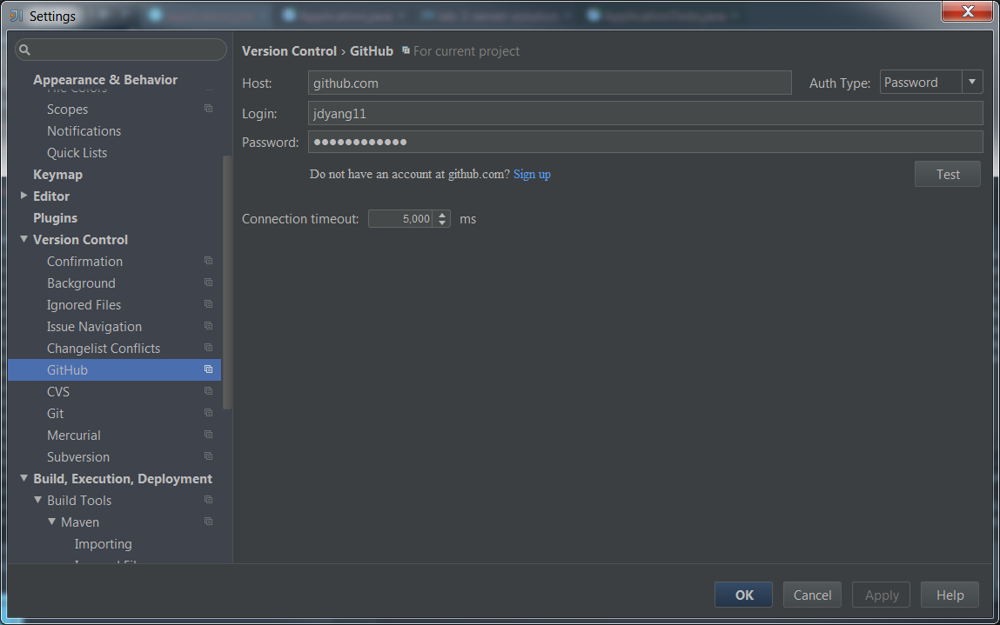 Settings
Appearance & Behavior
Scopes
Notifications
Quick Lists
Keymap
Editor
Plugins
Version Control
Confirmation
Background
Ignored Files
Issue Navigation
Changelist Conflicts
GitHub
CVS
Git
Mercurial
Subversion
Build, Execution, Deployment
Build Tools
Maven
Importing
Version Control › GitHub For current project
Host: github.com Auth Type: Password
Login: jdyang11
Password: ●●●●●●●●●●●●
Do not have an account at github.com? Sign up
Test
Connection timeout: 5,000 ms
OK Cancel Apply Help